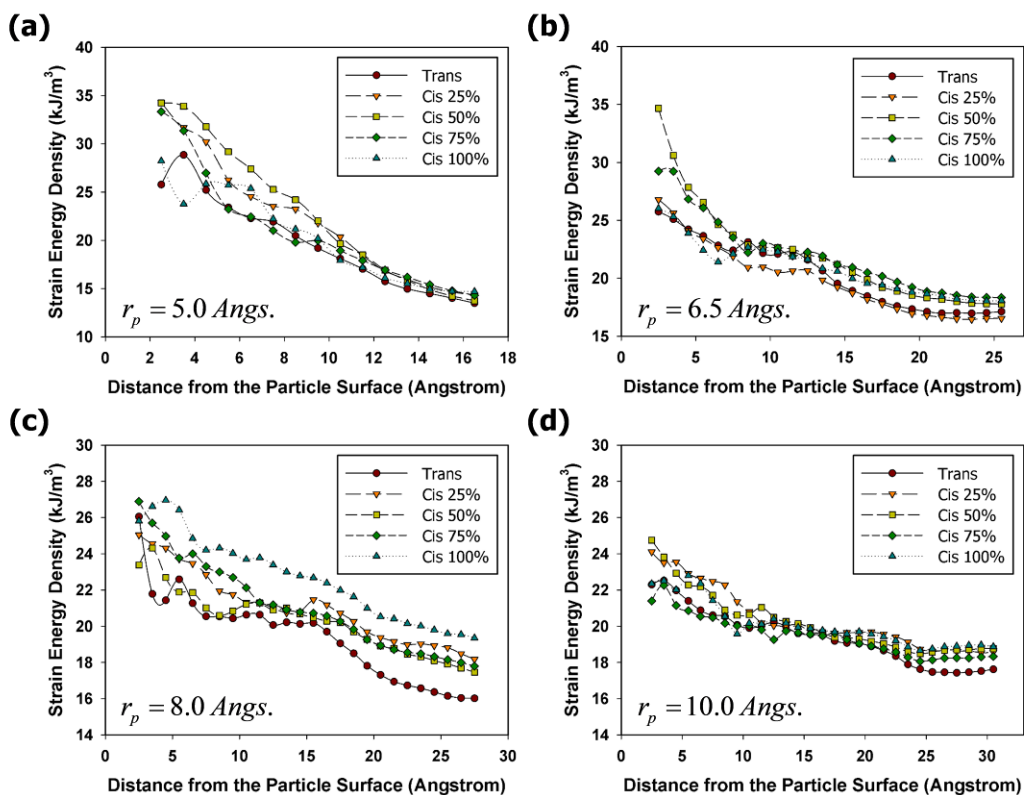 (a)
Strain Energy Density (kJ/m³)
40
35
30
25
20
15
10
Trans
Cis 25%
Cis 50%
Cis 75%
Cis 100%
r_p = 5.0 Angs.
0 2 4 6 8 10 12 14 16 18
Distance from the Particle Surface (Angstrom)
(b)
Strain Energy Density (kJ/m³)
40
35
30
25
20
15
Trans
Cis 25%
Cis 50%
Cis 75%
Cis 100%
r_p = 6.5 Angs.
0 5 10 15 20 25
Distance from the Particle Surface (Angstrom)
(c)
Strain Energy Density (kJ/m³)
30
28
26
24
22
20
18
16
14
Trans
Cis 25%
Cis 50%
Cis 75%
Cis 100%
r_p = 8.0 Angs.
0 5 10 15 20 25 30
Distance from the Particle Surface (Angstrom)
(d)
Strain Energy Density (kJ/m³)
30
28
26
24
22
20
18
16
14
Trans
Cis 25%
Cis 50%
Cis 75%
Cis 100%
r_p = 10.0 Angs.
0 5 10 15 20 25 30
Distance from the Particle Surface (Angstrom)